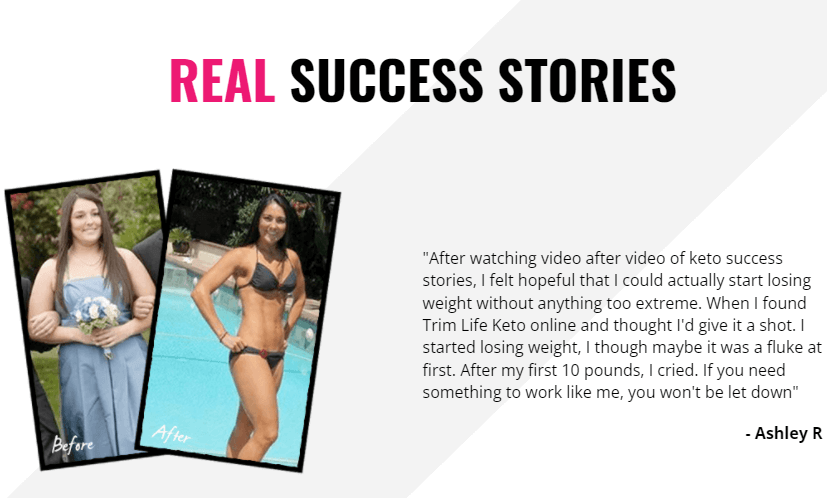 REAL SUCCESS STORIES
Before
After
"After watching video after video of keto success
stories, I felt hopeful that I could actually start losing
weight without anything too extreme. When I found
Trim Life Keto online and thought I'd give it a shot. I
started losing weight, I though maybe it was a fluke at
first. After my first 10 pounds, I cried. If you need
something to work like me, you won't be let down"
- Ashley R